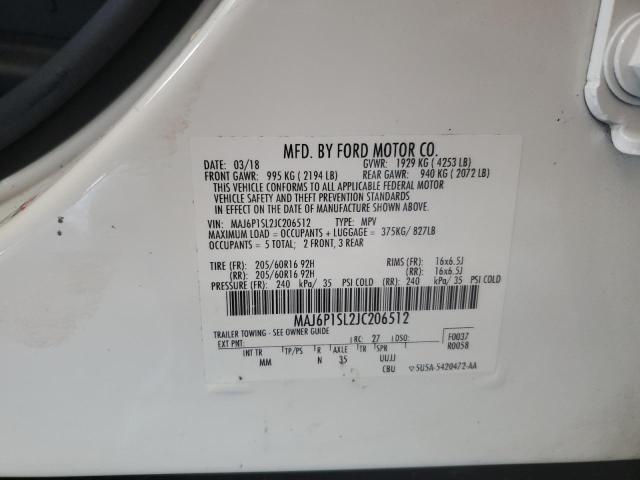 MFD. BY FORD MOTOR CO.
DATE: 03/18 GVWR: 1929 KG ( 4253 LB)
FRONT GAWR: 995 KG ( 2194 LB) REAR GAWR: 940 KG ( 2072 LB)
THIS VEHICLE CONFORMS TO ALL APPLICABLE FEDERAL MOTOR
VEHICLE SAFETY AND THEFT PREVENTION STANDARDS
IN EFFECT ON THE DATE OF MANUFACTURE SHOWN ABOVE.
VIN: MAJ6P1SL2JC206512 TYPE: MPV
MAXIMUM LOAD = OCCUPANTS + LUGGAGE = 375KG/ 827LB
OCCUPANTS = 5 TOTAL; 2 FRONT, 3 REAR
TIRE (FR): 205/60R16 92H RIMS (FR): 16x6.5J
(RR): 205/60R16 92H (RR): 16x6.5J
PRESSURE (FR): 240 kPa/ 35 PSI COLD (RR): 240 kPa/ 35 PSI COLD
MAJ6P1SL2JC206512
TRAILER TOWING - SEE OWNER GUIDE
EXT PNT: RC: 27 DSO: F0037
R0058
INT TR TP/PS R AXLE TR SPR UUJJ
MM N 35 CBU 5U5A-5420472-AA